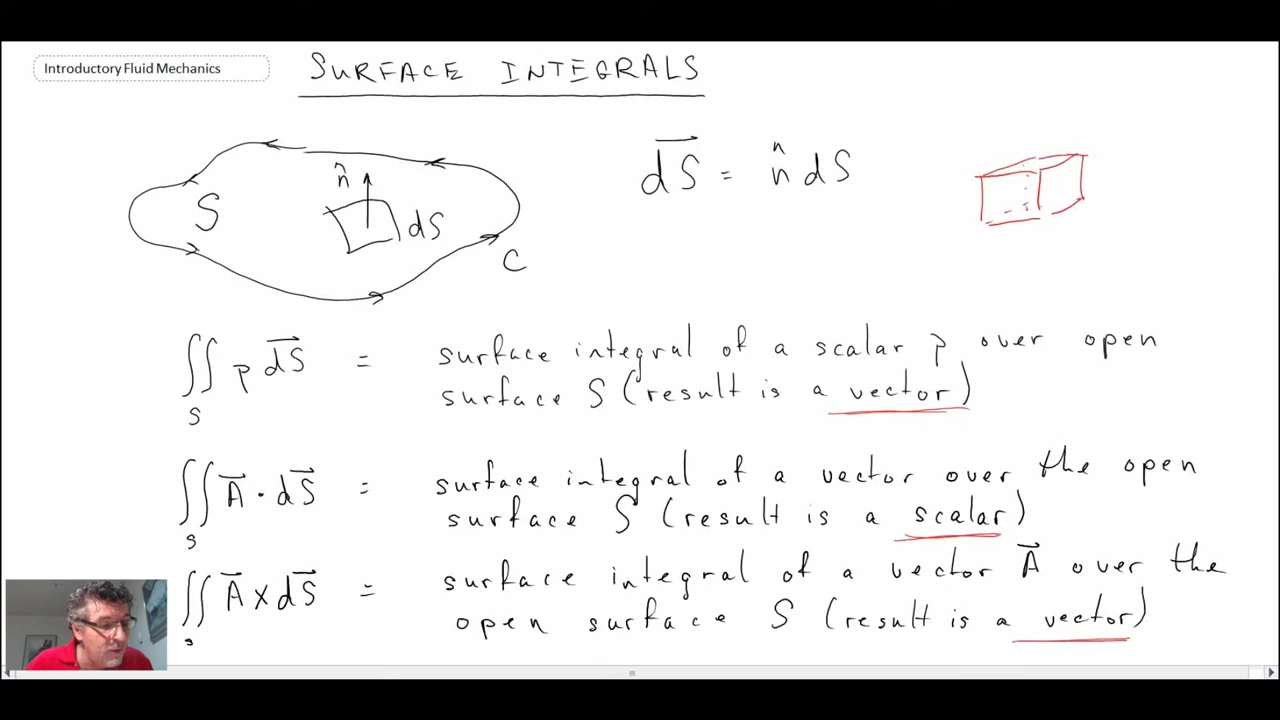 Introductory Fluid Mechanics
SURFACE INTEGRALS
n̂
S
dS
C
d⃗S = n̂ dS
∬ p d⃗S = surface integral of a scalar p over open
S
surface S (result is a vector)
∬ A⃗ · d⃗S = surface integral of a vector over the open
S
surface S (result is a scalar)
∬ A⃗ x d⃗S = surface integral of a vector A⃗ over the
S
open surface S (result is a vector)